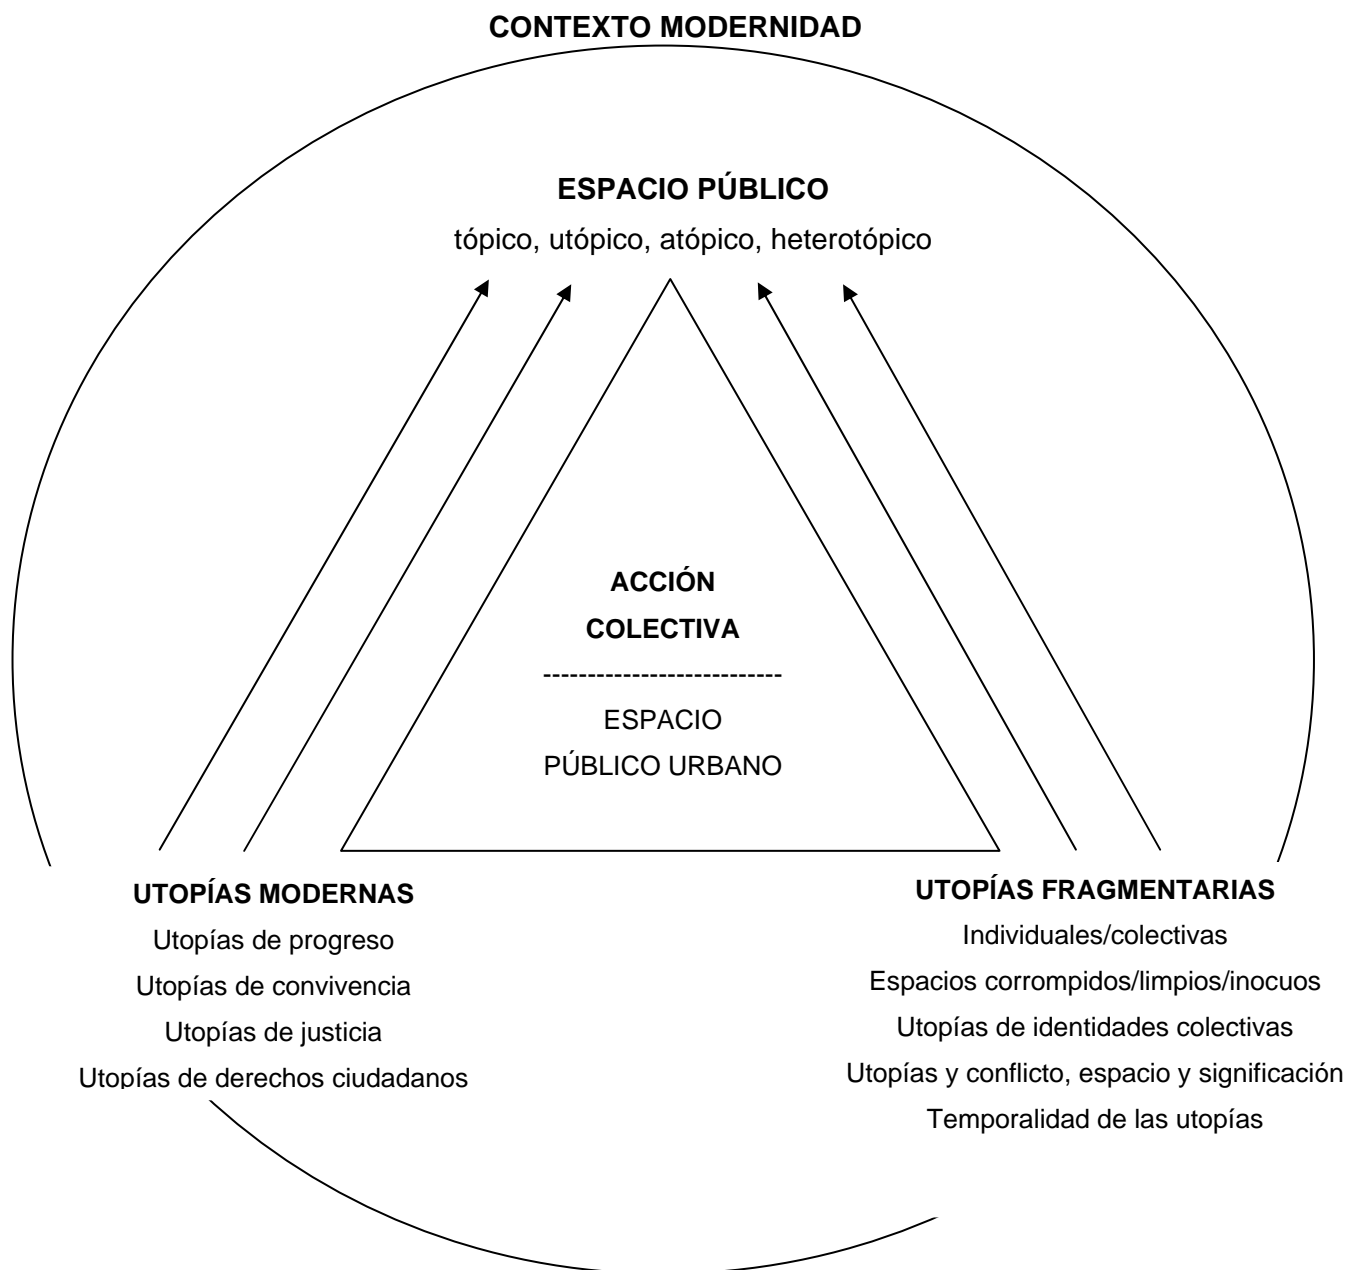 CONTEXTO MODERNIDAD
ESPACIO PÚBLICO
tópico, utópico, atópico, heterotópico
ACCIÓN
COLECTIVA
---------------------------
ESPACIO
PÚBLICO URBANO
UTOPÍAS MODERNAS
Utopías de progreso
Utopías de convivencia
Utopías de justicia
Utopías de derechos ciudadanos
UTOPÍAS FRAGMENTARIAS
Individuales/colectivas
Espacios corrompidos/limpios/inocuos
Utopías de identidades colectivas
Utopías y conflicto, espacio y significación
Temporalidad de las utopías